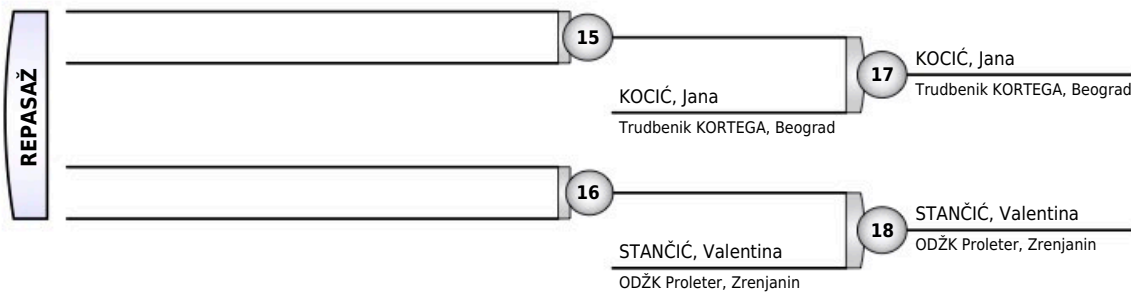 REPASAŽ
15
KOCIĆ, Jana
Trudbenik KORTEGA, Beograd
17
KOCIĆ, Jana
Trudbenik KORTEGA, Beograd
16
STANČIĆ, Valentina
ODŽK Proleter, Zrenjanin
18
STANČIĆ, Valentina
ODŽK Proleter, Zrenjanin